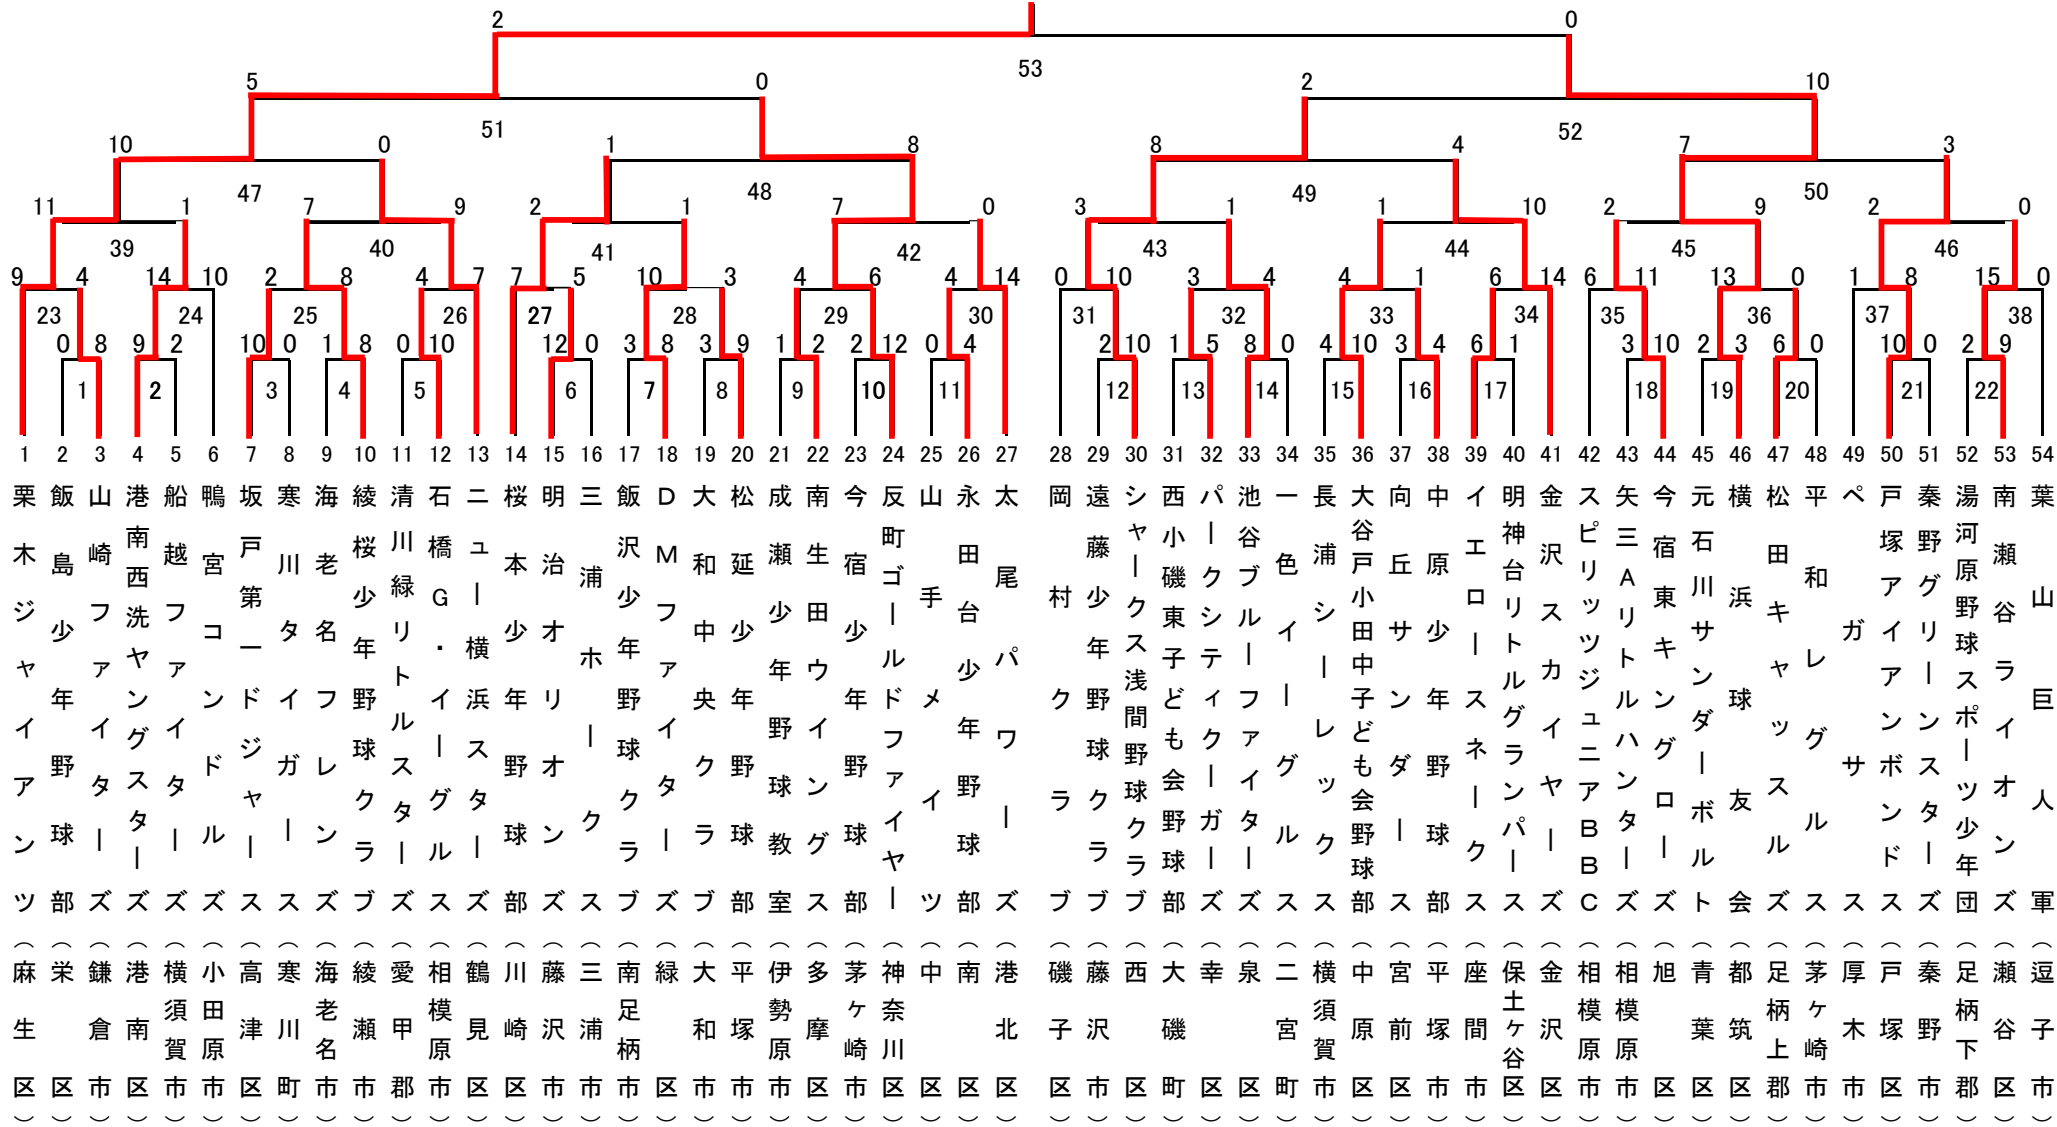 2 0
53
5 0 2 10
51 52
10 0 1 8 8 4 7 3
47 48 49 50
11 1 7 9 2 1 7 0 3 1 1 10 2 9 2 0
39 40 41 42 43 44 45 46
9 4 14 10 2 8 4 7 7 5 10 3 4 6 4 14 0 10 3 4 4 1 6 14 6 11 13 0 1 8 15 0
23 24 25 26 27 28 29 30 31 32 33 34 35 36 37 38
0 8 9 2 10 0 1 8 0 10 12 0 3 8 3 9 1 2 2 12 0 4 2 10 1 5 8 0 4 10 3 4 6 1 3 10 2 3 6 0 10 0 2 9
1 2 3 4 5 6 7 8 9 10 11 12 13 14 15 16 17 18 19 20 21 22
1 栗木ジャイアンツ（麻生区）
2 飯島少年野球部（栄区）
3 山崎ファイターズ（鎌倉市）
4 港南西洗ヤングスターズ（港南区）
5 船越ファイターズ（横須賀市）
6 鴨宮コンドルズ（小田原市）
7 坂戸第一ドジャース（高津区）
8 寒川タイガース（寒川町）
9 海老名フレンズ（海老名市）
10 綾桜少年野球クラブ（綾瀬市）
11 清川緑リトルスターズ（愛甲郡）
12 石橋G・イーグルス（相模原市）
13 ニュー横浜スターズ（鶴見区）
14 桜本少年野球部（川崎区）
15 明治オリオンズ（藤沢市）
16 三浦ホークス（三浦市）
17 飯沢少年野球クラブ（南足柄市）
18 DMファイターズ（緑区）
19 大和中央クラブ（大和市）
20 松延少年野球部（平塚市）
21 成瀬少年野球教室（伊勢原市）
22 南生田ウイングス（多摩区）
23 今宿少年野球部（茅ヶ崎市）
24 反町ゴールドファイヤー（神奈川区）
25 山手メイツ（中区）
26 永田台少年野球部（南区）
27 太尾パワーズ（港北区）
28 岡村クラブ（磯子区）
29 遠藤少年野球クラブ（藤沢市）
30 シャークス浅間野球クラブ（西区）
31 西小磯東子ども会野球部（大磯町）
32 パークシティクーガーズ（幸区）
33 池谷ブルーファイターズ（泉区）
34 一色イーグルス（二宮町）
35 長浦シーレックス（横須賀市）
36 大谷戸小田中子ども会野球部（中原区）
37 向丘サンダース（宮前区）
38 中原少年野球部（平塚市）
39 イエロースネークス（座間市）
40 明神台リトルグランパース（保土ヶ谷区）
41 金沢スカイヤーズ（金沢区）
42 スピリッツジュニアBBC（相模原市）
43 矢三Aリトルハンターズ（相模原市）
44 今宿東キングローズ（旭区）
45 元石川サンダーボルト（青葉区）
46 横浜球友会（都筑区）
47 松田キャッスルズ（足柄上郡）
48 平和レグルス（茅ヶ崎市）
49 ペガサス（厚木市）
50 戸塚アイアンボンドス（戸塚区）
51 秦野グリーンスターズ（秦野市）
52 湯河原野球スポーツ少年団（足柄下郡）
53 南瀬谷ライオンズ（瀬谷区）
54 葉山巨人軍（逗子市）